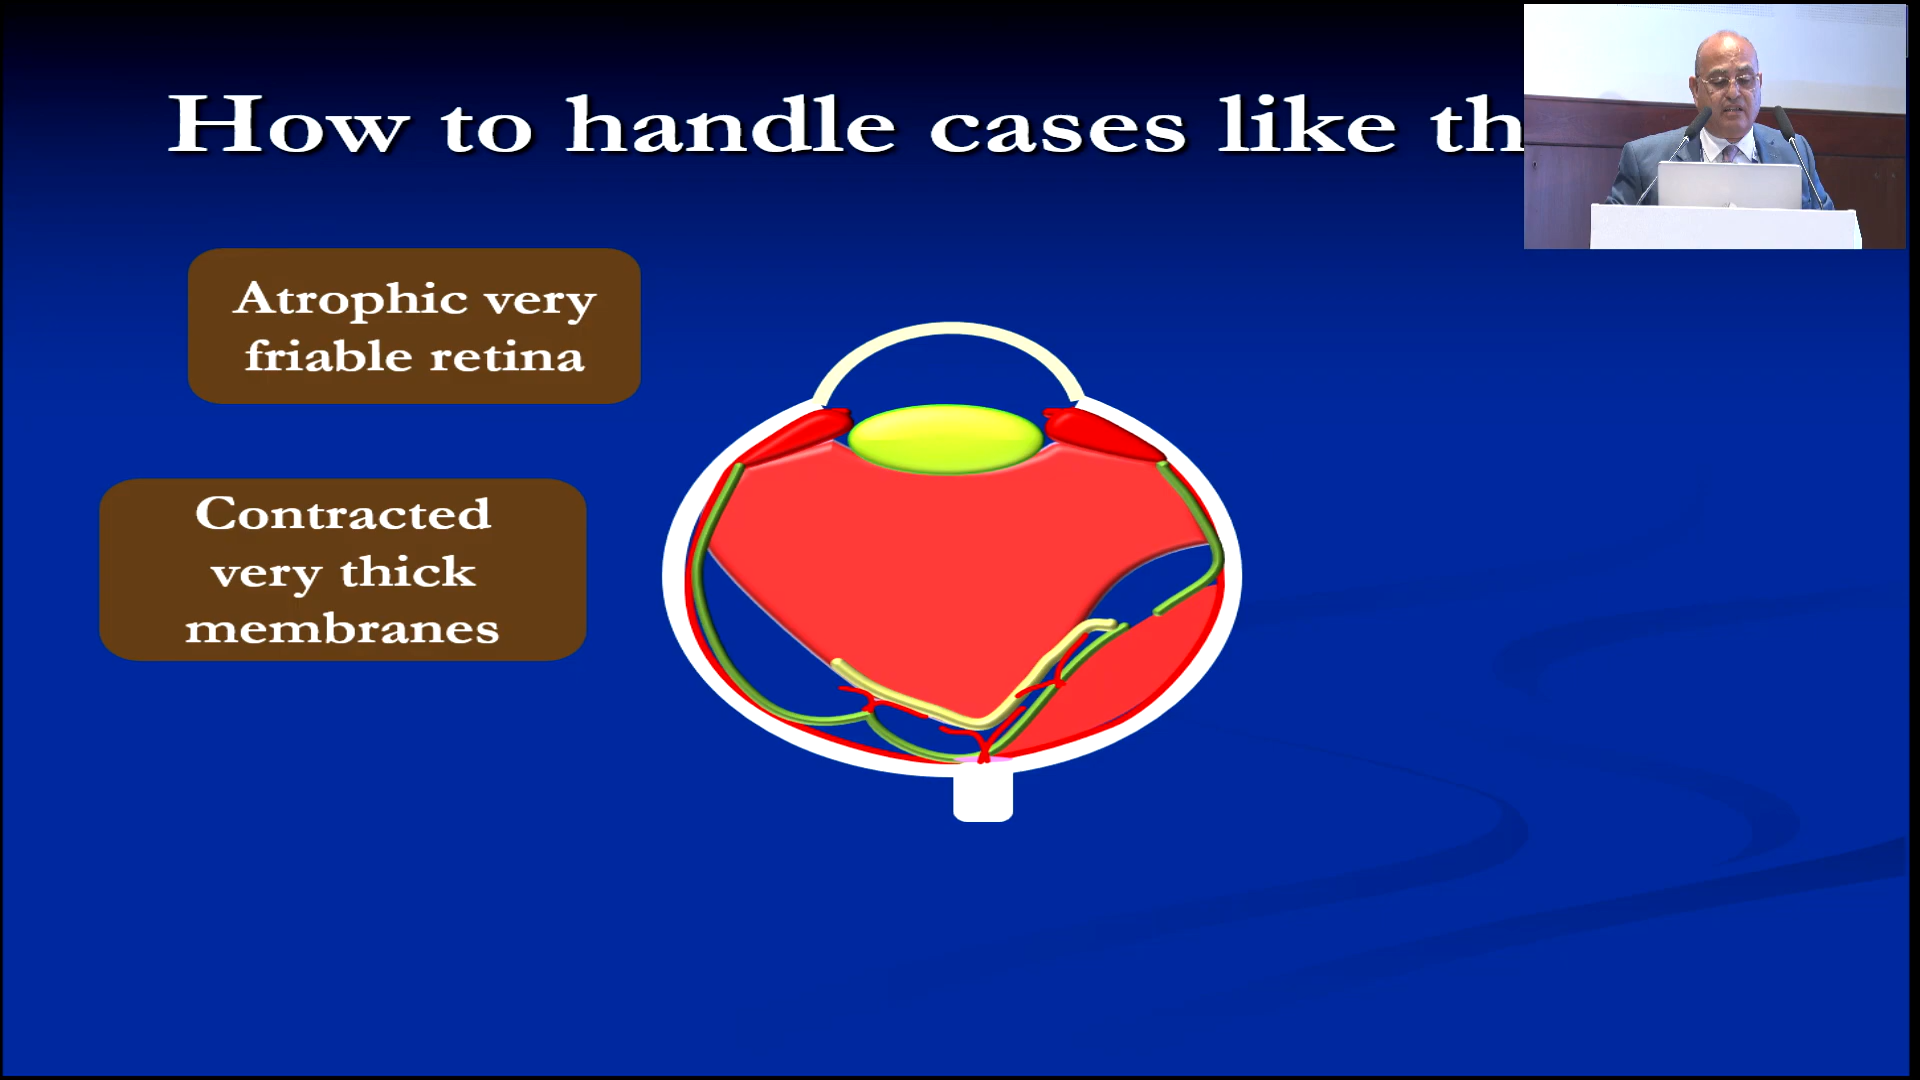 How to handle cases like th
Atrophic very
friable retina
Contracted
very thick
membranes